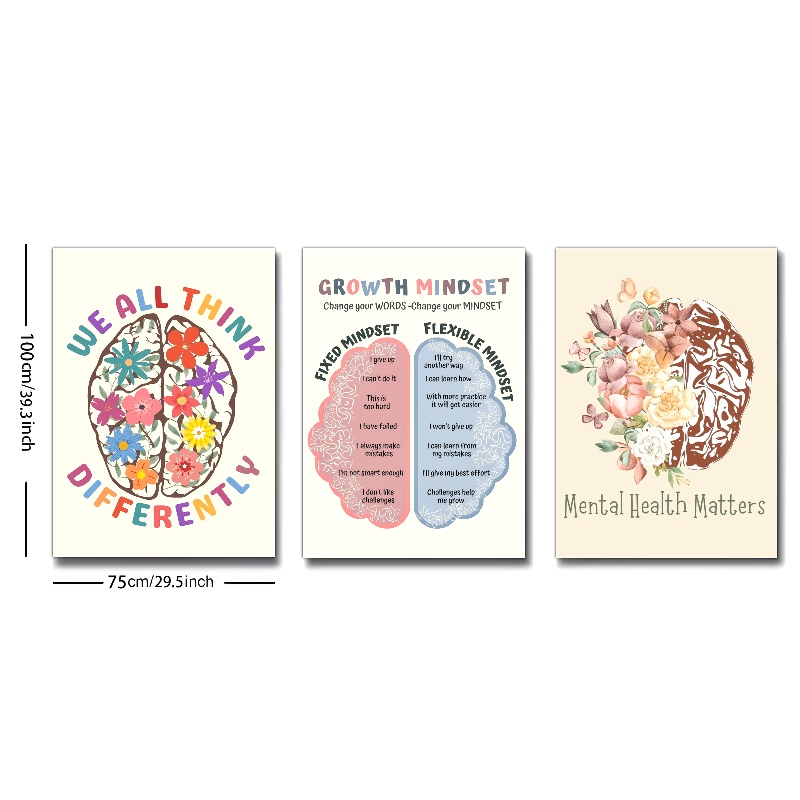 100cm/39.3inch
75cm/29.5inch
WE ALL THINK
DIFFERENTLY
GROWTH MINDSET
Change your WORDS -Change your MINDSET
FIXED MINDSET
I give up
I can't do it
This is
too hard
I have failed
I always make
mistakes
I'm not smart enough
I don't like
challenges
FLEXIBLE MINDSET
I'll try
another way
I can learn how
With more practice
it will get easier
I won't give up
I can learn from
my mistakes
I'll give my best effort
Challenges help
me grow
Mental Health Matters